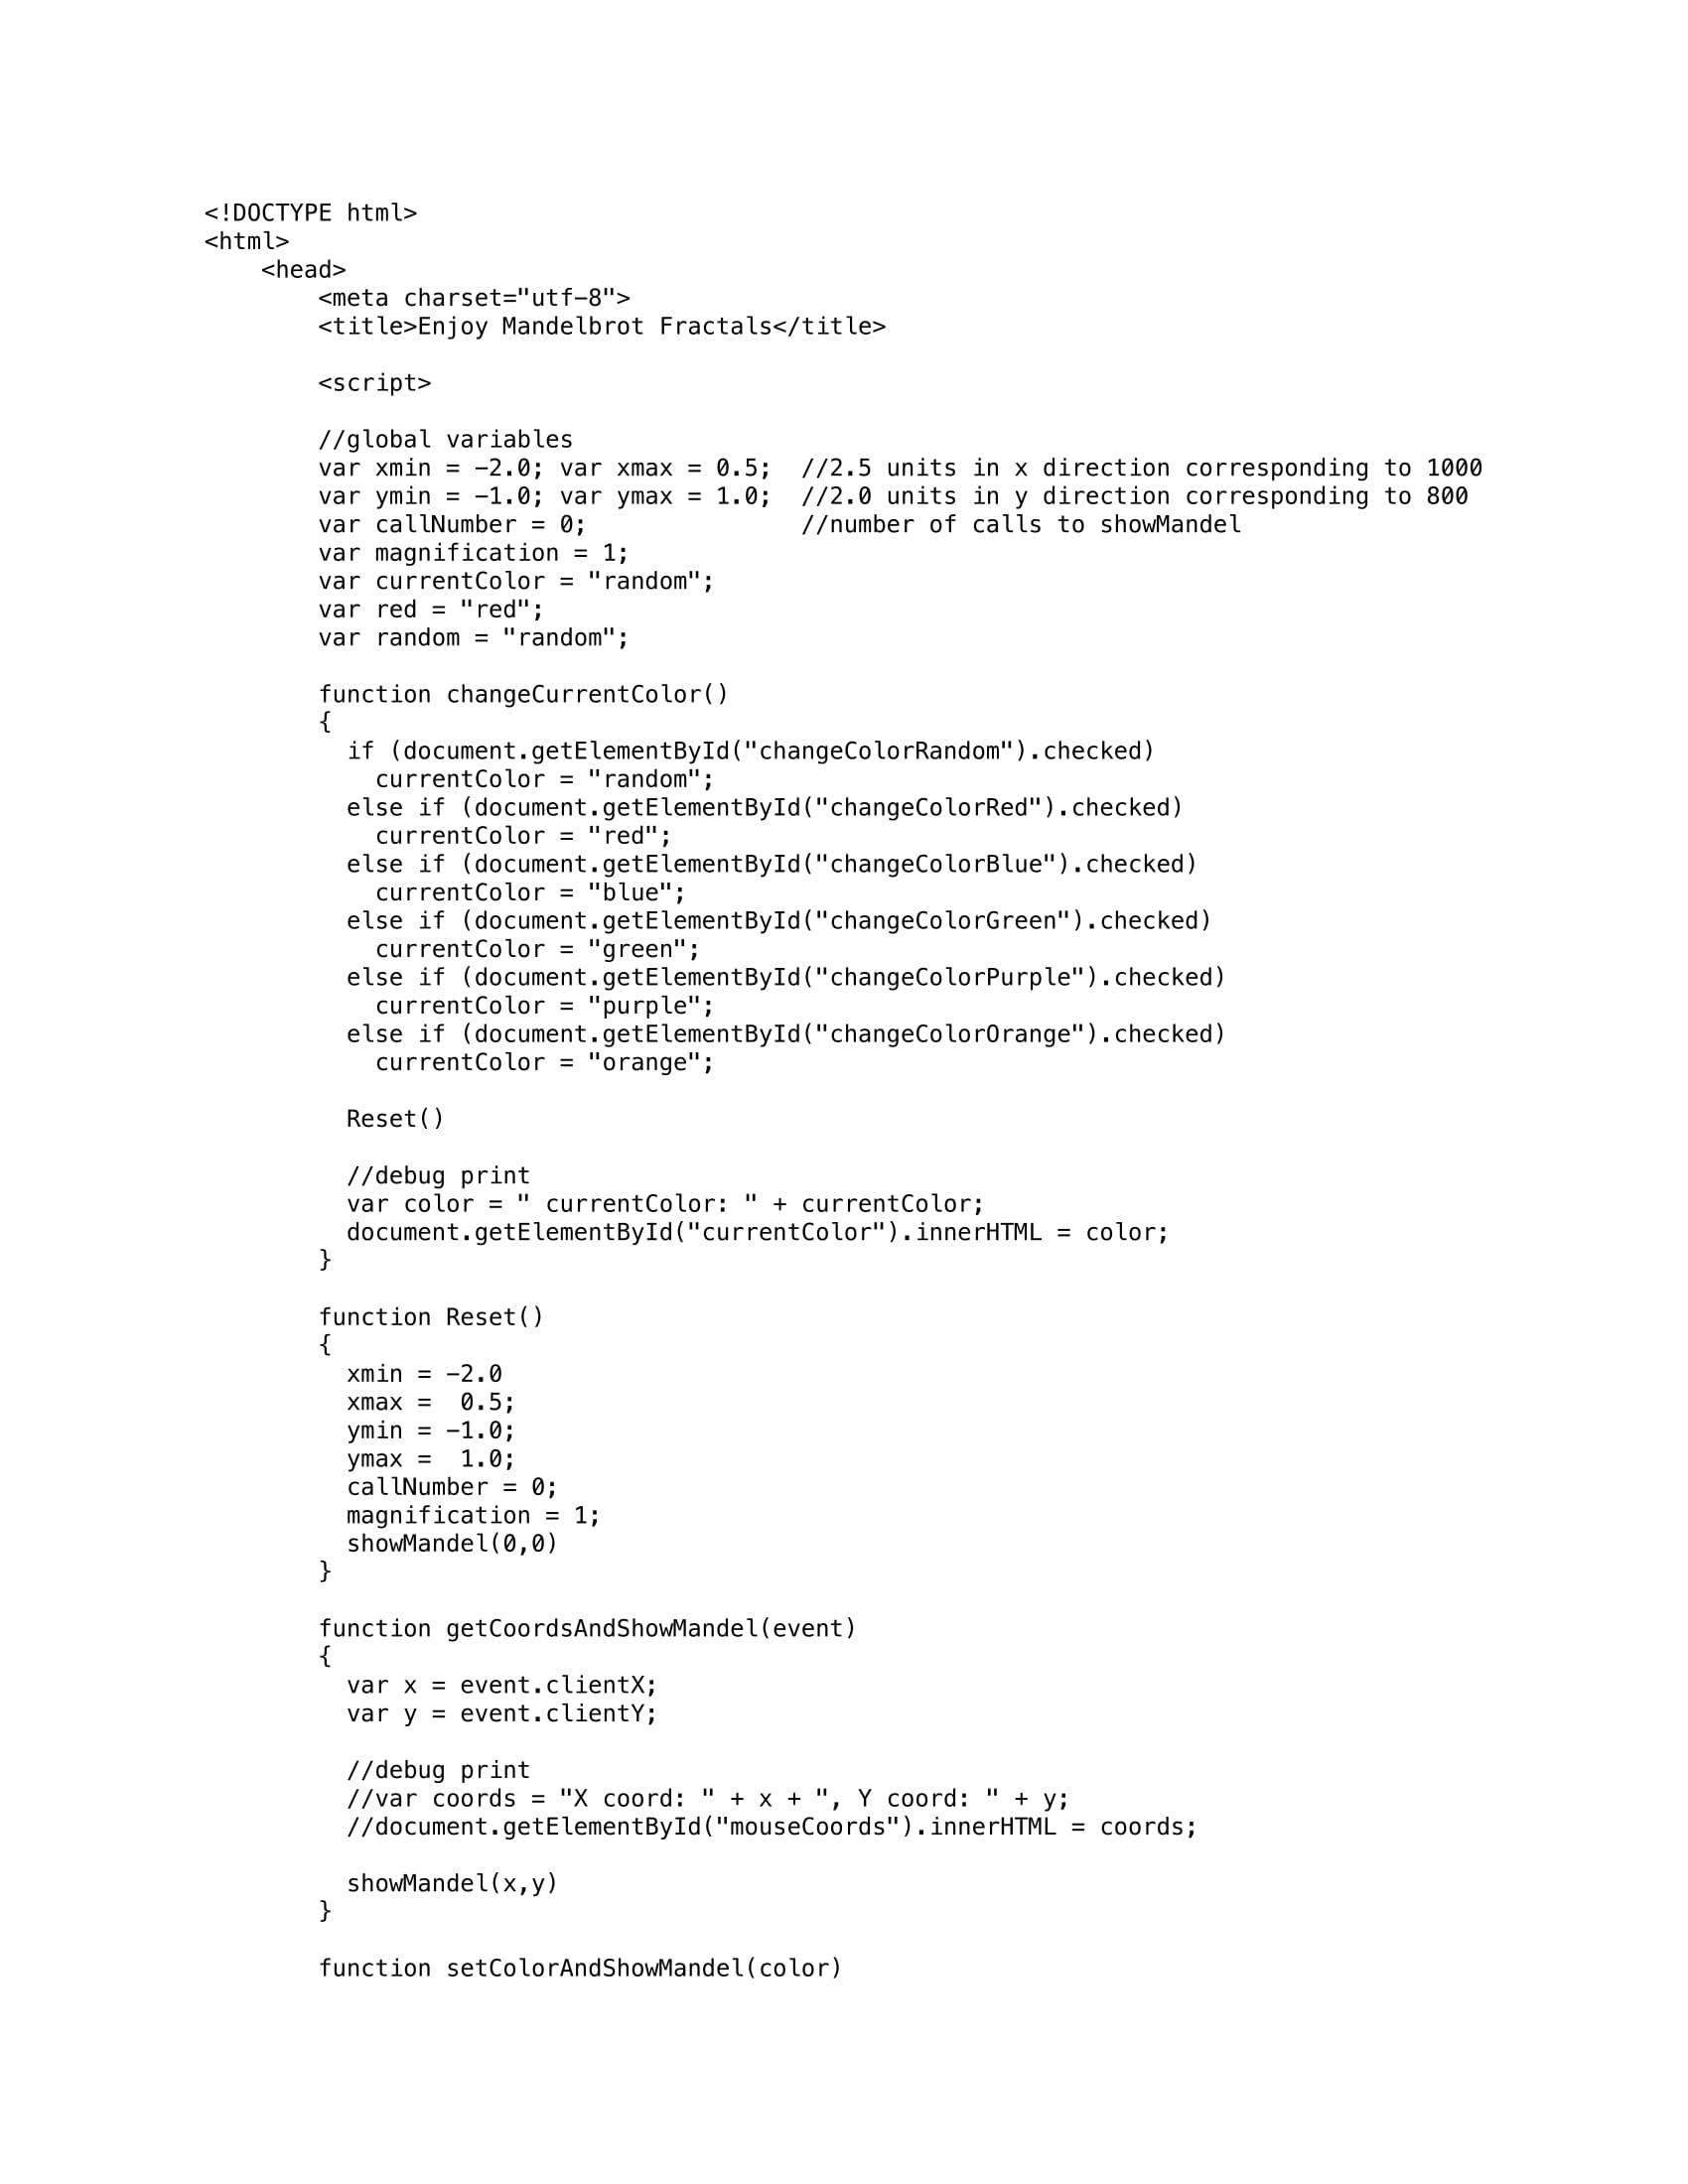 <!DOCTYPE html>
<html>
    <head>
        <meta charset="utf-8">
        <title>Enjoy Mandelbrot Fractals</title>

        <script>

        //global variables
        var xmin = -2.0; var xmax = 0.5;  //2.5 units in x direction corresponding to 1000
        var ymin = -1.0; var ymax = 1.0;  //2.0 units in y direction corresponding to 800
        var callNumber = 0;               //number of calls to showMandel
        var magnification = 1;
        var currentColor = "random";
        var red = "red";
        var random = "random";

        function changeCurrentColor()
        {
          if (document.getElementById("changeColorRandom").checked)
            currentColor = "random";
          else if (document.getElementById("changeColorRed").checked)
            currentColor = "red";
          else if (document.getElementById("changeColorBlue").checked)
            currentColor = "blue";
          else if (document.getElementById("changeColorGreen").checked)
            currentColor = "green";
          else if (document.getElementById("changeColorPurple").checked)
            currentColor = "purple";
          else if (document.getElementById("changeColorOrange").checked)
            currentColor = "orange";

          Reset()

          //debug print
          var color = " currentColor: " + currentColor;
          document.getElementById("currentColor").innerHTML = color;
        }

        function Reset()
        {
          xmin = -2.0
          xmax =  0.5;
          ymin = -1.0;
          ymax =  1.0;
          callNumber = 0;
          magnification = 1;
          showMandel(0,0)
        }

        function getCoordsAndShowMandel(event)
        {
          var x = event.clientX;
          var y = event.clientY;

          //debug print
          //var coords = "X coord: " + x + ", Y coord: " + y;
          //document.getElementById("mouseCoords").innerHTML = coords;

          showMandel(x,y)
        }

        function setColorAndShowMandel(color)